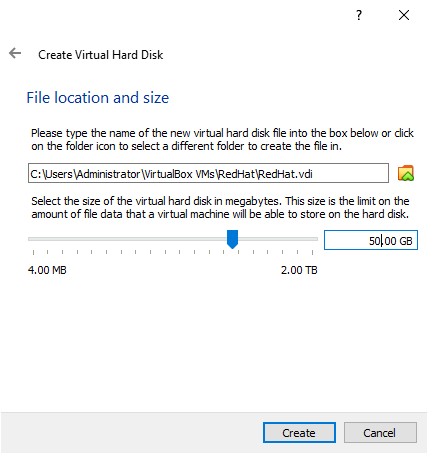 ?
Create Virtual Hard Disk
File location and size
Please type the name of the new virtual hard disk file into the box below or click
on the folder icon to select a different folder to create the file in.
C:\Users\Administrator\VirtualBox VMs\RedHat\RedHat.vdi
Select the size of the virtual hard disk in megabytes. This size is the limit on the
amount of file data that a virtual machine will be able to store on the hard disk.
50.00 GB
4.00 MB 2.00 TB
Create Cancel